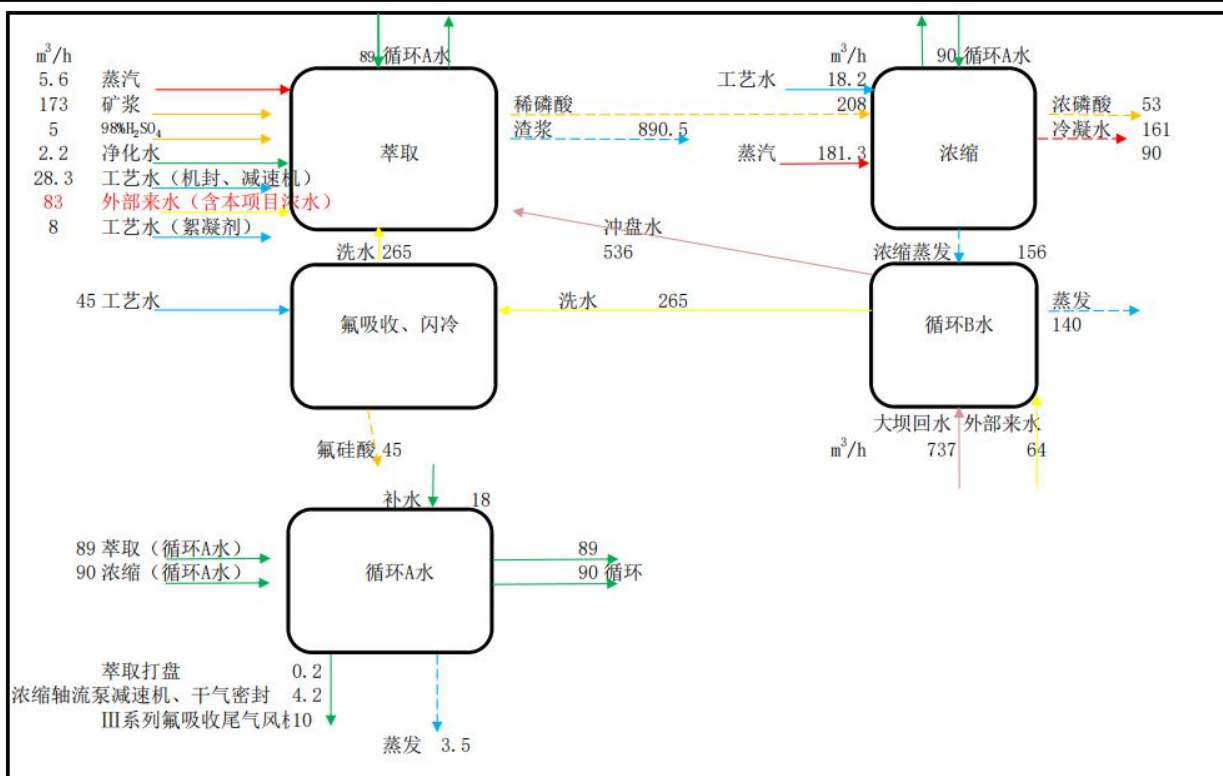 m³/h
89 循环A水
5.6 蒸汽
173 矿浆
5 98%H₂SO₄
2.2 净化水
28.3 工艺水（机封、减速机）
83 外部来水（含本项目浓水）
8 工艺水（絮凝剂）
萃取
稀磷酸 208
渣浆 890.5
m³/h
90 循环A水
工艺水 18.2
蒸汽 181.3
浓缩
浓磷酸 53
冷凝水 161
90
洗水 265
冲盘水
536
浓缩蒸发 156
45 工艺水
氟吸收、闪冷
洗水 265
循环B水
蒸发
140
氟硅酸 45
大坝回水 外部来水
m³/h 737 64
补水 18
89 萃取（循环A水）
90 浓缩（循环A水）
循环A水
89
90 循环
萃取打盘 0.2
浓缩轴流泵减速机、干气密封 4.2
III系列氟吸收尾气风 10
蒸发 3.5